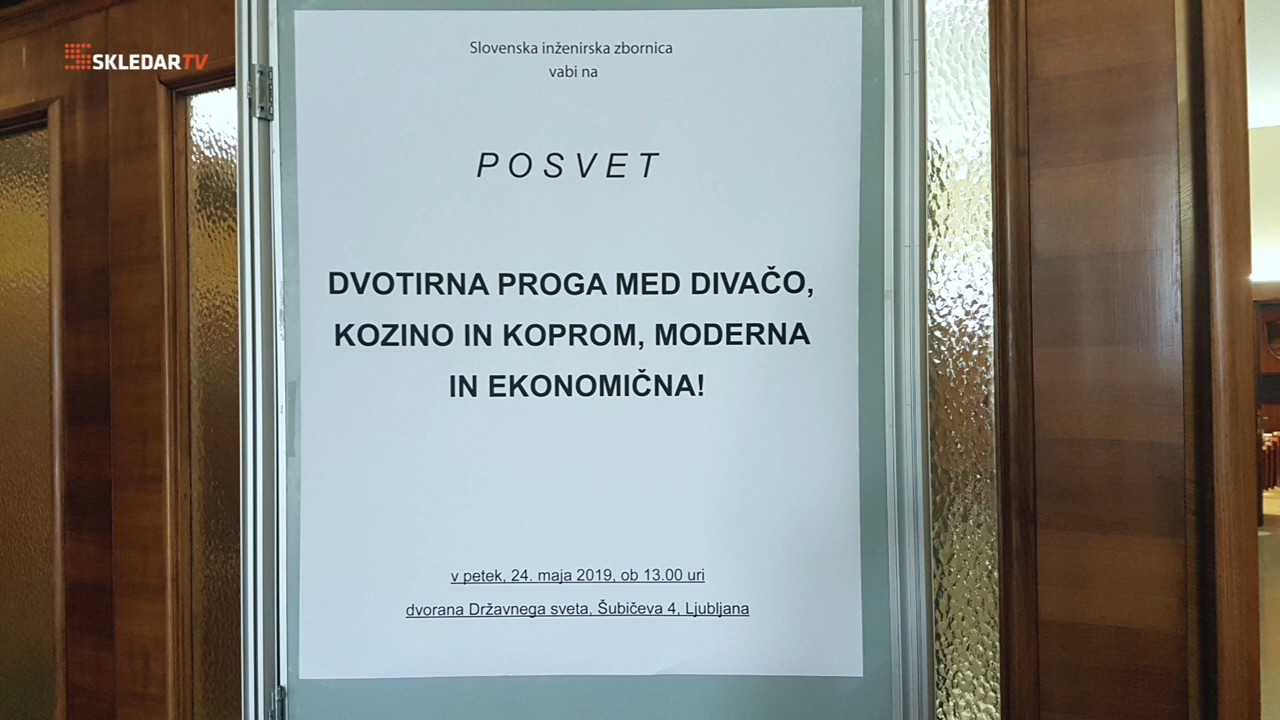 SKLEDARTV
Slovenska inženirska zbornica
vabi na
POSVET
DVOTIRNA PROGA MED DIVAČO,
KOZINO IN KOPROM, MODERNA
IN EKONOMIČNA!
v petek, 24. maja 2019, ob 13.00 uri
dvorana Državnega sveta, Šubičeva 4, Ljubljana